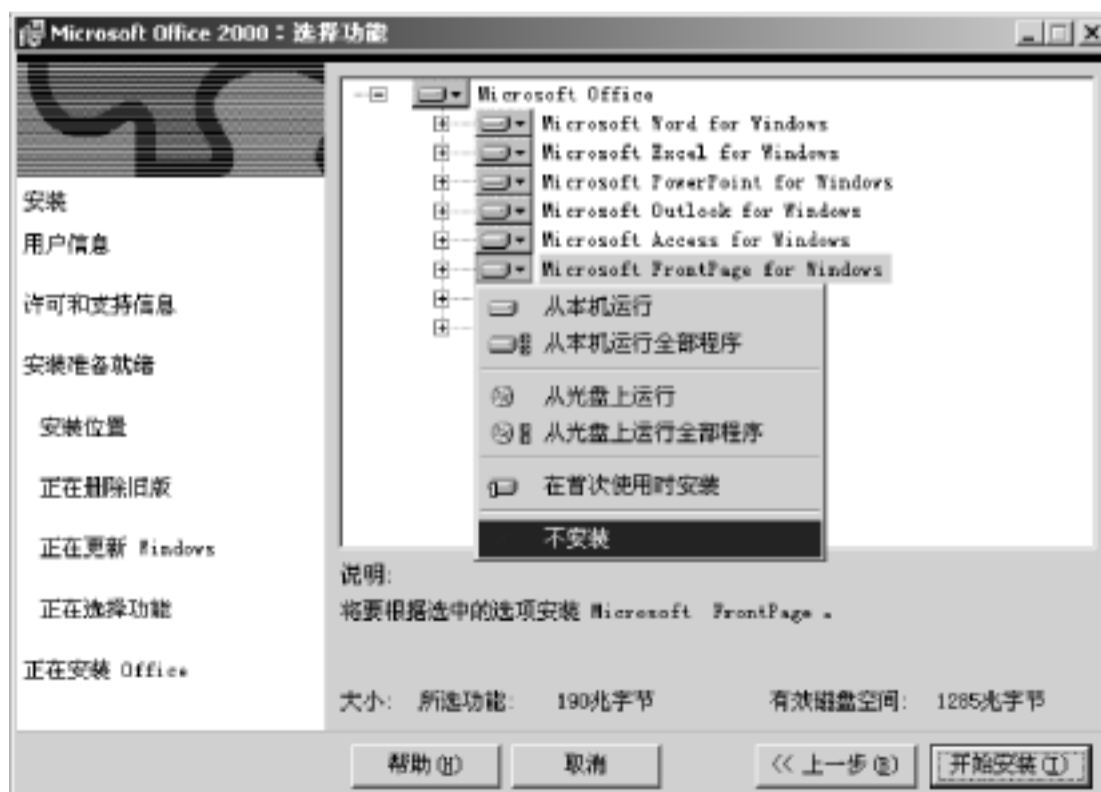 Microsoft Office 2000：选择功能
Microsoft Office
Microsoft Word for Windows
Microsoft Excel for Windows
Microsoft PowerPoint for Windows
Microsoft Outlook for Windows
Microsoft Access for Windows
Microsoft FrontPage for Windows
从本机运行
从本机运行全部程序
从光盘上运行
从光盘上运行全部程序
在首次使用时安装
不安装
安装
用户信息
许可和支持信息
安装准备就绪
安装位置
正在删除旧版
正在更新 Windows
正在选择功能
正在安装 Office
说明:
将要根据选中的选项安装 Microsoft FrontPage 。
大小: 所选功能: 190兆字节 有效磁盘空间: 1285兆字节
帮助(H) 取消 << 上一步(B) 开始安装(I)